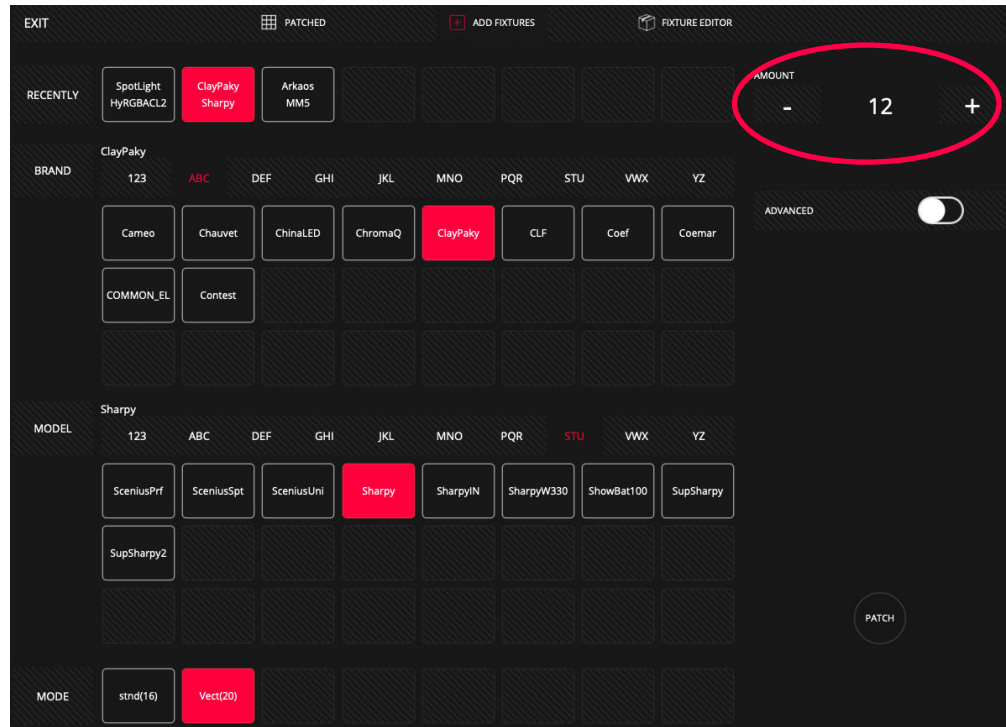 EXIT PATCHED + ADD FIXTURES FIXTURE EDITOR
AMOUNT
RECENTLY
SpotLight HyRGBACL2
ClayPaky Sharpy
Arkaos MM5
- 12 +
ClayPaky
BRAND 123 ABC DEF GHI JKL MNO PQR STU VWX YZ
ADVANCED
Cameo Chauvet ChinaLED ChromaQ ClayPaky CLF Coef Coemar
COMMON_EL Contest
Sharpy
MODEL 123 ABC DEF GHI JKL MNO PQR STU VWX YZ
SceniusPrf SceniusSpt SceniusUni Sharpy SharpyIN SharpyW330 ShowBat100 SupSharpy
SupSharpy2
PATCH
MODE stnd(16) Vect(20)